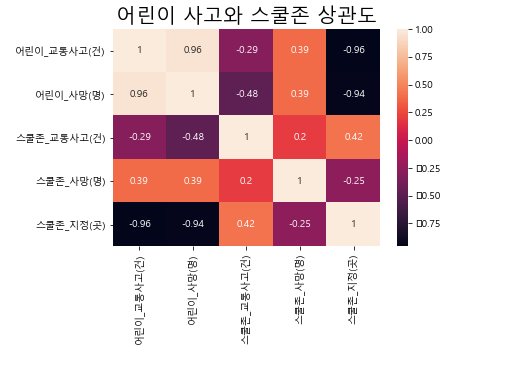 어린이 사고와 스쿨존 상관도
어린이_교통사고(건) 1 0.96 -0.29 0.39 -0.96
어린이_사망(명) 0.96 1 -0.48 0.39 -0.94
스쿨존_교통사고(건) -0.29 -0.48 1 0.2 0.42
스쿨존_사망(명) 0.39 0.39 0.2 1 -0.25
스쿨존_지정(곳) -0.96 -0.94 0.42 -0.25 1
어린이_교통사고(건)
어린이_사망(명)
스쿨존_교통사고(건)
스쿨존_사망(명)
스쿨존_지정(곳)
1.00
0.75
0.50
0.25
0.00
□0.25
□0.50
□0.75